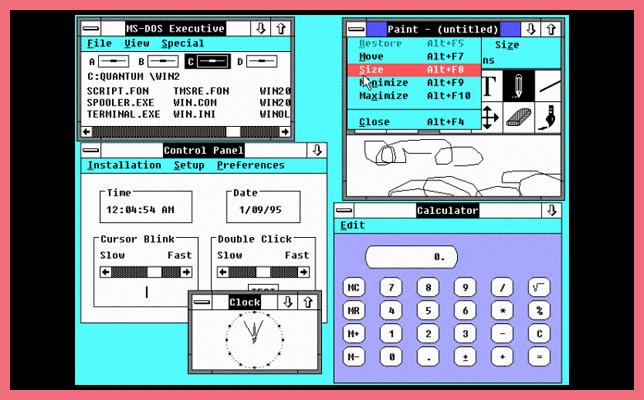 MS-DOS Executive
File View Special
A B C D
C:QUANTUM \WIN2
SCRIPT.FON TMSRE.FON WIN20
SPOOLER.EXE WIN.COM WIN20
TERMINAL.EXE WIN.INI WINOL
Paint - (untitled)
Restore Alt+F5
Move Alt+F7
Size Alt+F8
Minimize Alt+F9
Maximize Alt+F10
Close Alt+F4
Size
ns
T
Control Panel
Installation Setup Preferences
Time
12:04:54 AM
Date
1/09/95
Cursor Blink
Slow Fast
Double Click
Slow Fast
Clock
Calculator
Edit
0.
MC 7 8 9 / √
MR 4 5 6 * %
M+ 1 2 3 - C
M- 0 . ± + =